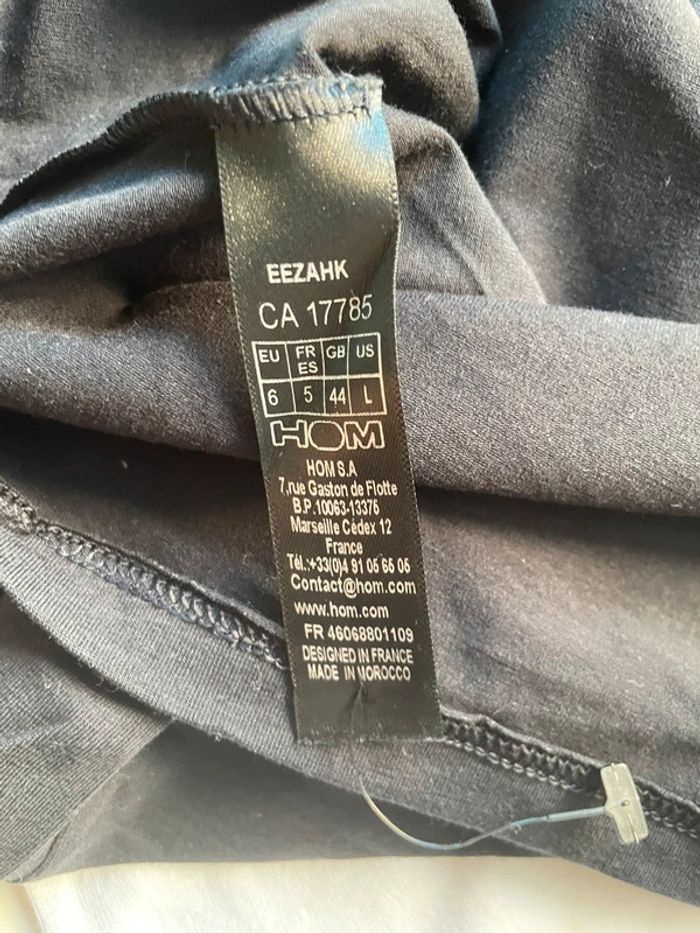 EEZAHK
CA 17785
EU FR ES GB US
6 5 44 L
HOM
HOM S.A
7,rue Gaston de Flotte
B.P.10063-13375
Marseille Cédex 12
France
Tél.:+33(0)4 91 05 65 05
Contact@hom.com
www.hom.com
FR 46068801109
DESIGNED IN FRANCE
MADE IN MOROCCO